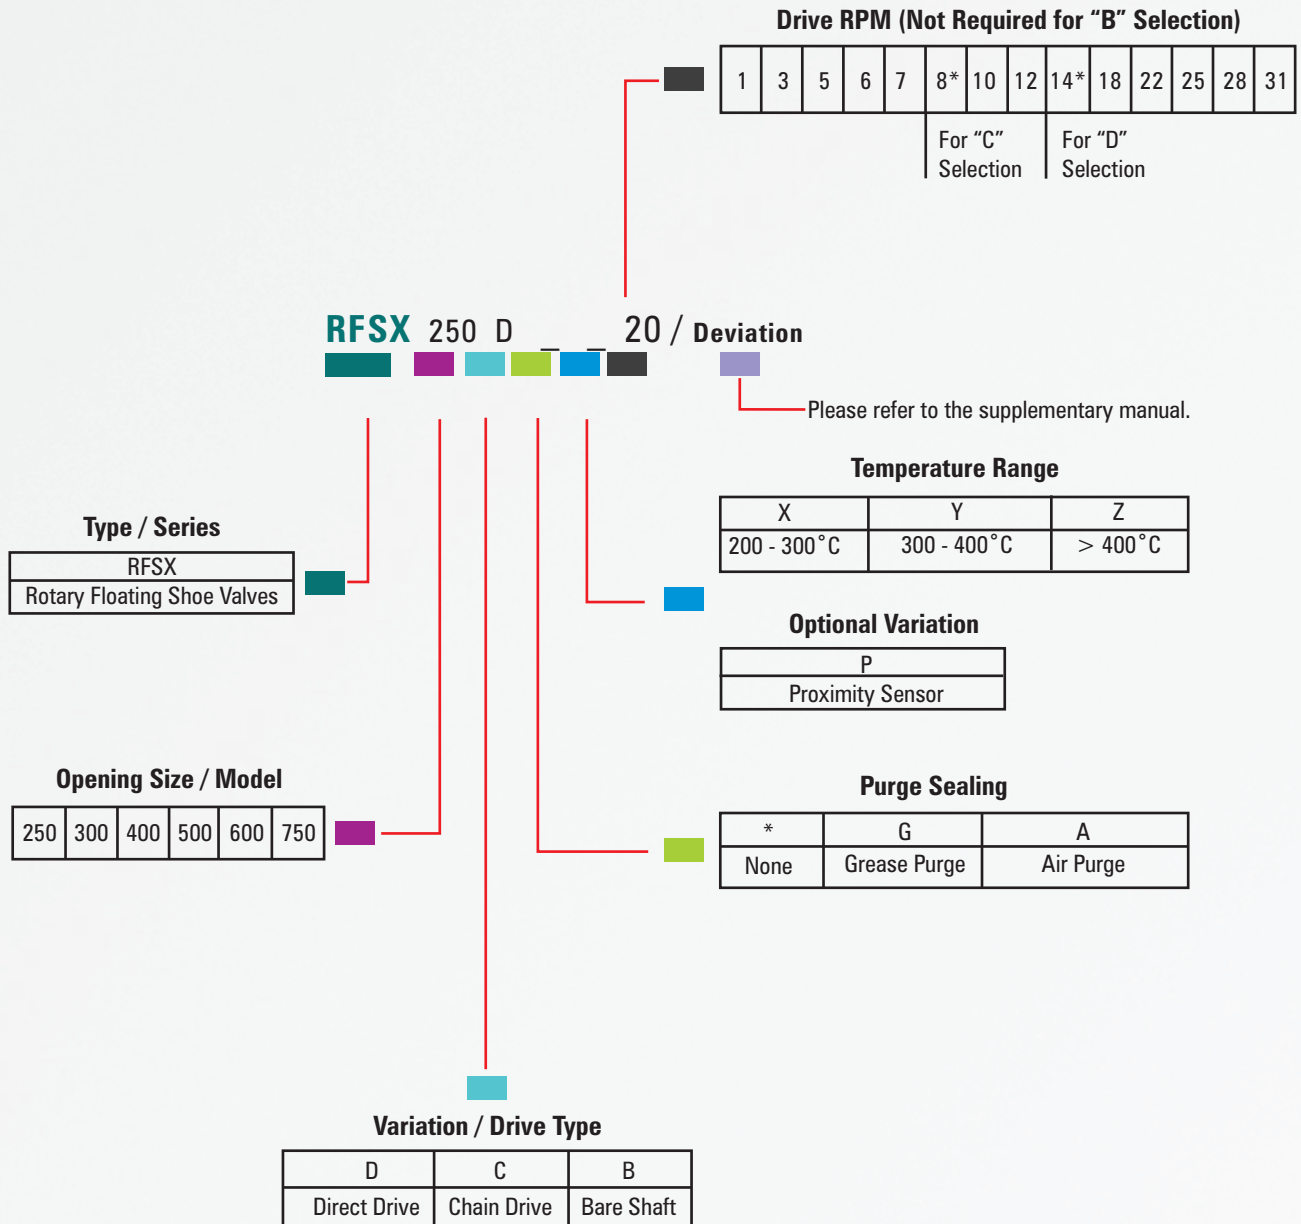 Drive RPM (Not Required for “B” Selection)
1 3 5 6 7 8* 10 12 14* 18 22 25 28 31
For “C” Selection
For “D” Selection
RFSX 250 D _ _ 20 / Deviation
Please refer to the supplementary manual.
Temperature Range
X Y Z
200 - 300˚C 300 - 400˚C > 400˚C
Type / Series
RFSX
Rotary Floating Shoe Valves
Optional Variation
P
Proximity Sensor
Opening Size / Model
250 300 400 500 600 750
Purge Sealing
* G A
None Grease Purge Air Purge
Variation / Drive Type
D C B
Direct Drive Chain Drive Bare Shaft